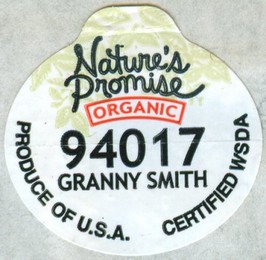 Nature's
Promise
ORGANIC
94017
GRANNY SMITH
PRODUCE OF U.S.A.
CERTIFIED WSDA